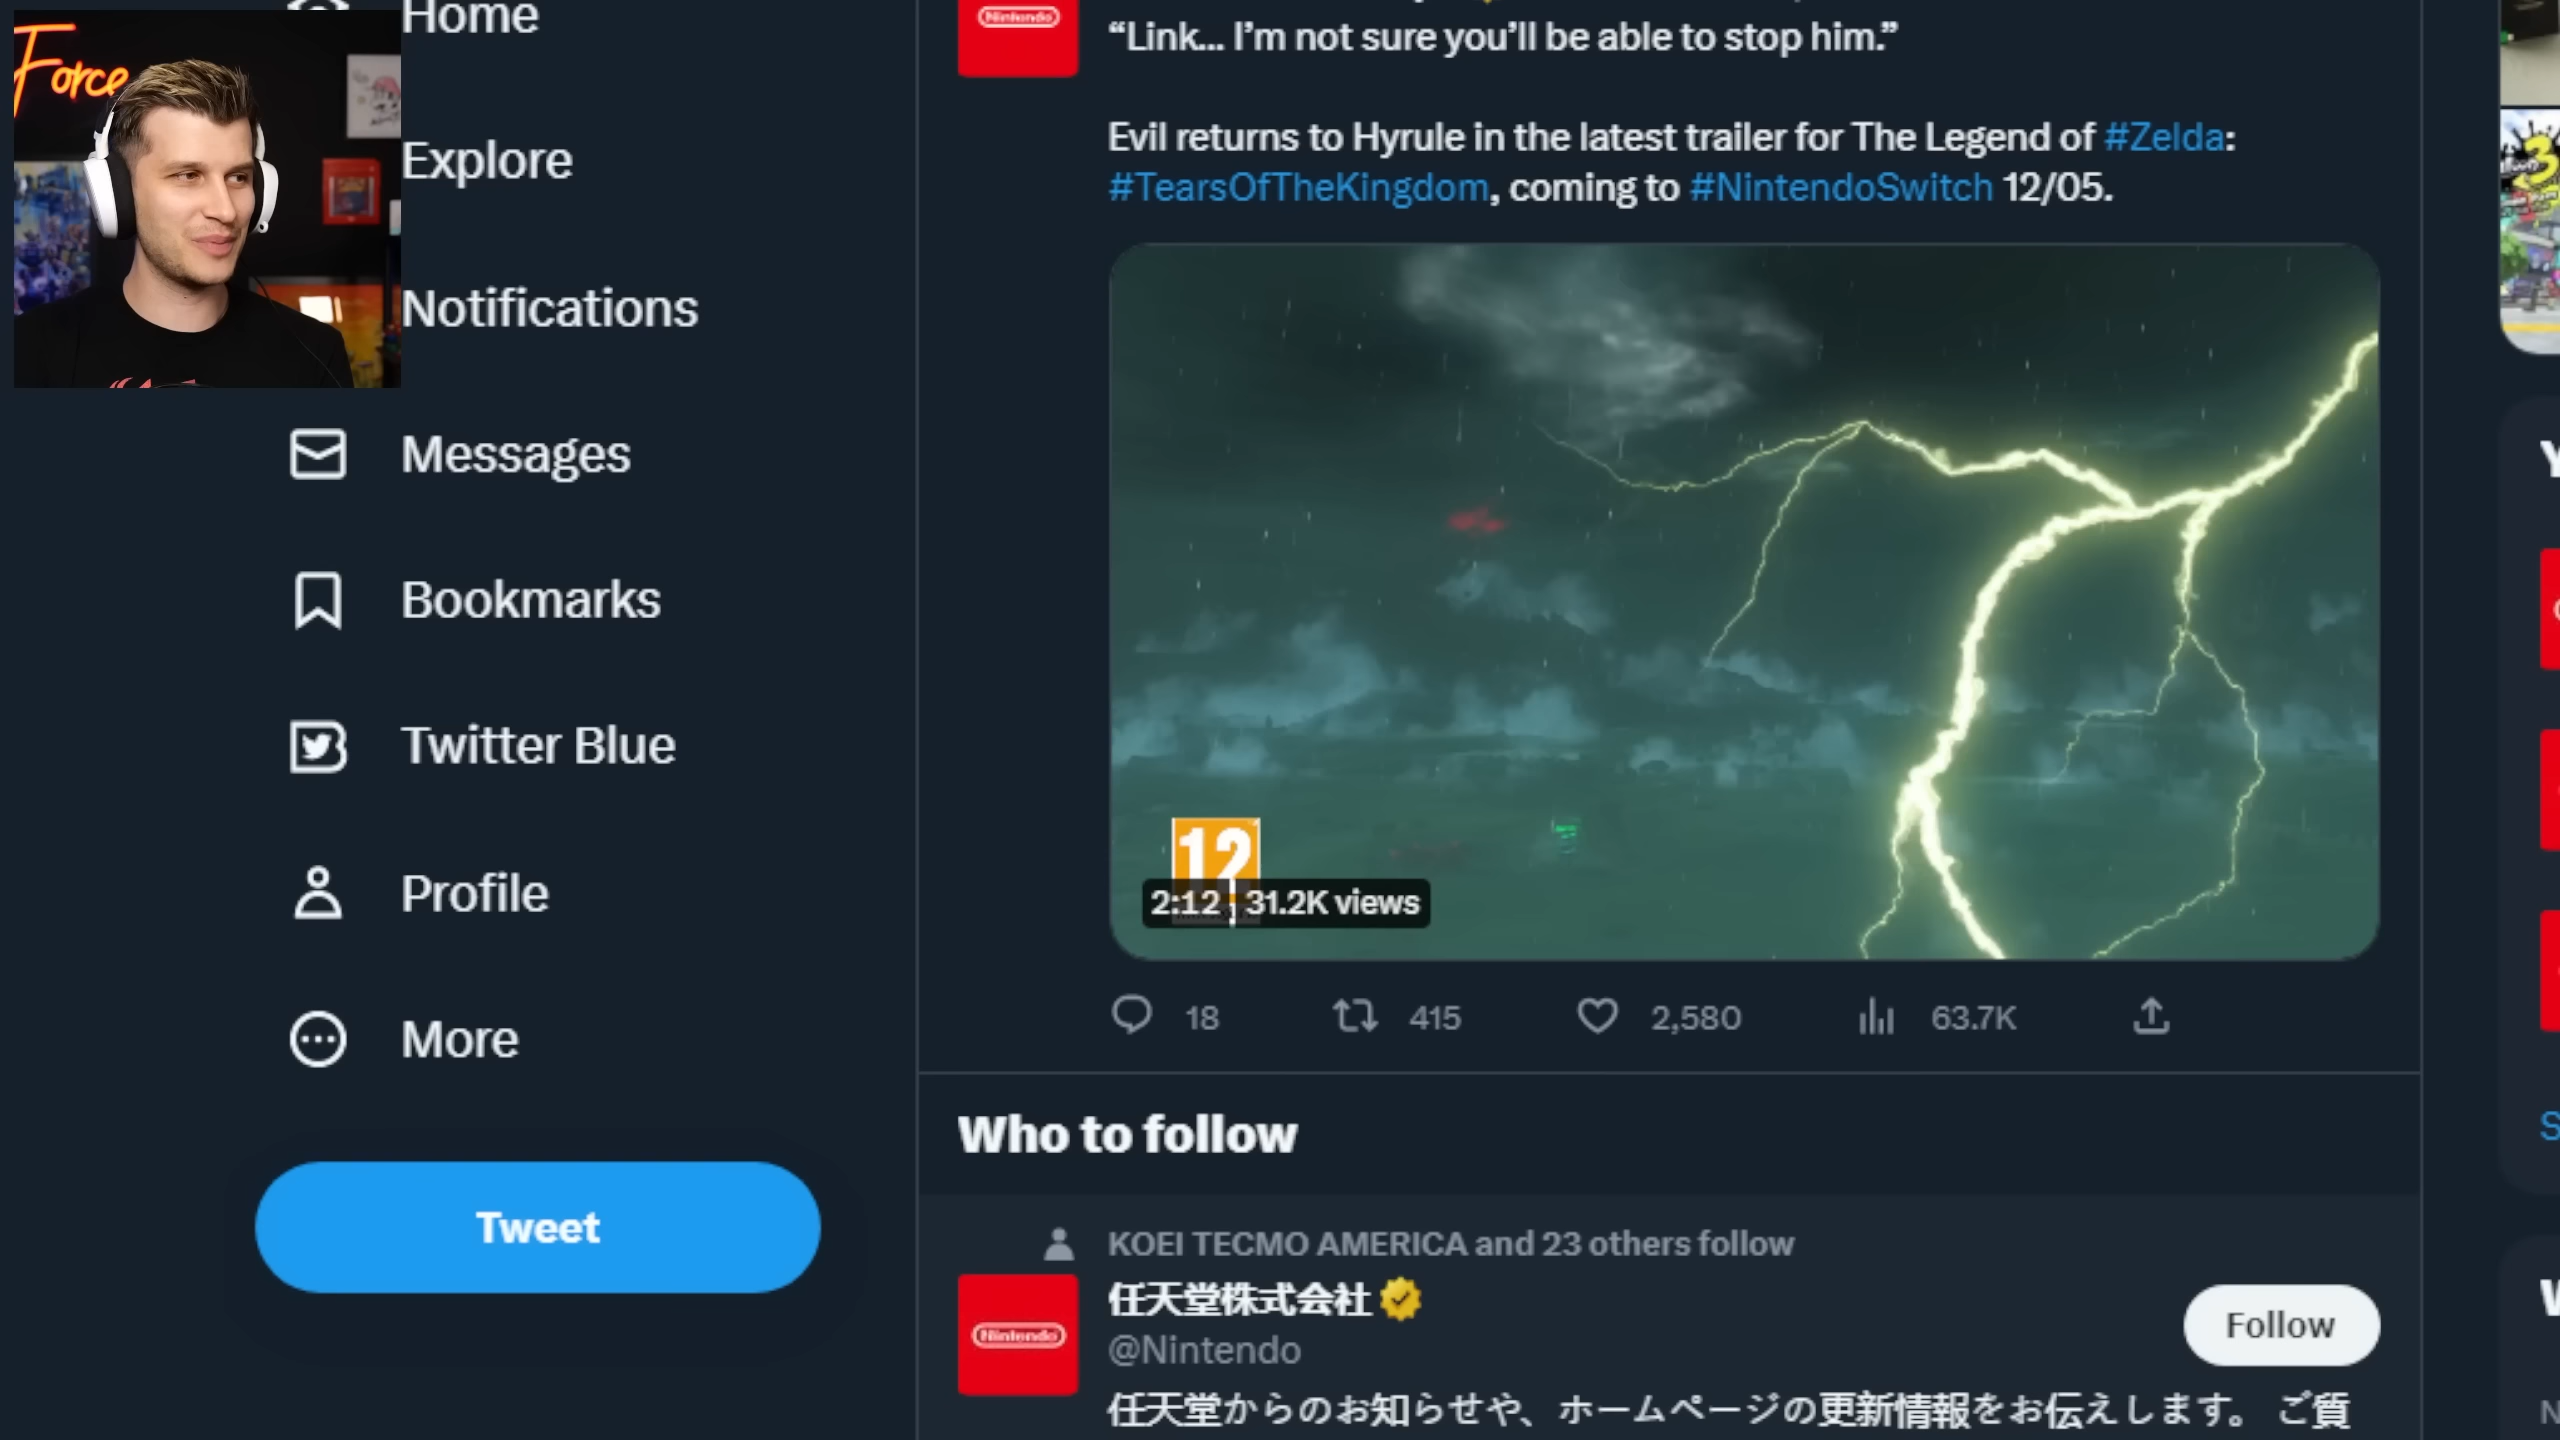 Force
Home
Explore
Notifications
Messages
Bookmarks
Twitter Blue
Profile
More
Tweet
Nintendo
“Link... I’m not sure you’ll be able to stop him.”
Evil returns to Hyrule in the latest trailer for The Legend of #Zelda:
#TearsOfTheKingdom, coming to #NintendoSwitch 12/05.
12
2:12 31.2K views
18 415 2,580 63.7K
Who to follow
KOEI TECMO AMERICA and 23 others follow
Nintendo
任天堂株式会社
@Nintendo
Follow
任天堂からのお知らせや、ホームページの更新情報をお伝えします。 ご質
3